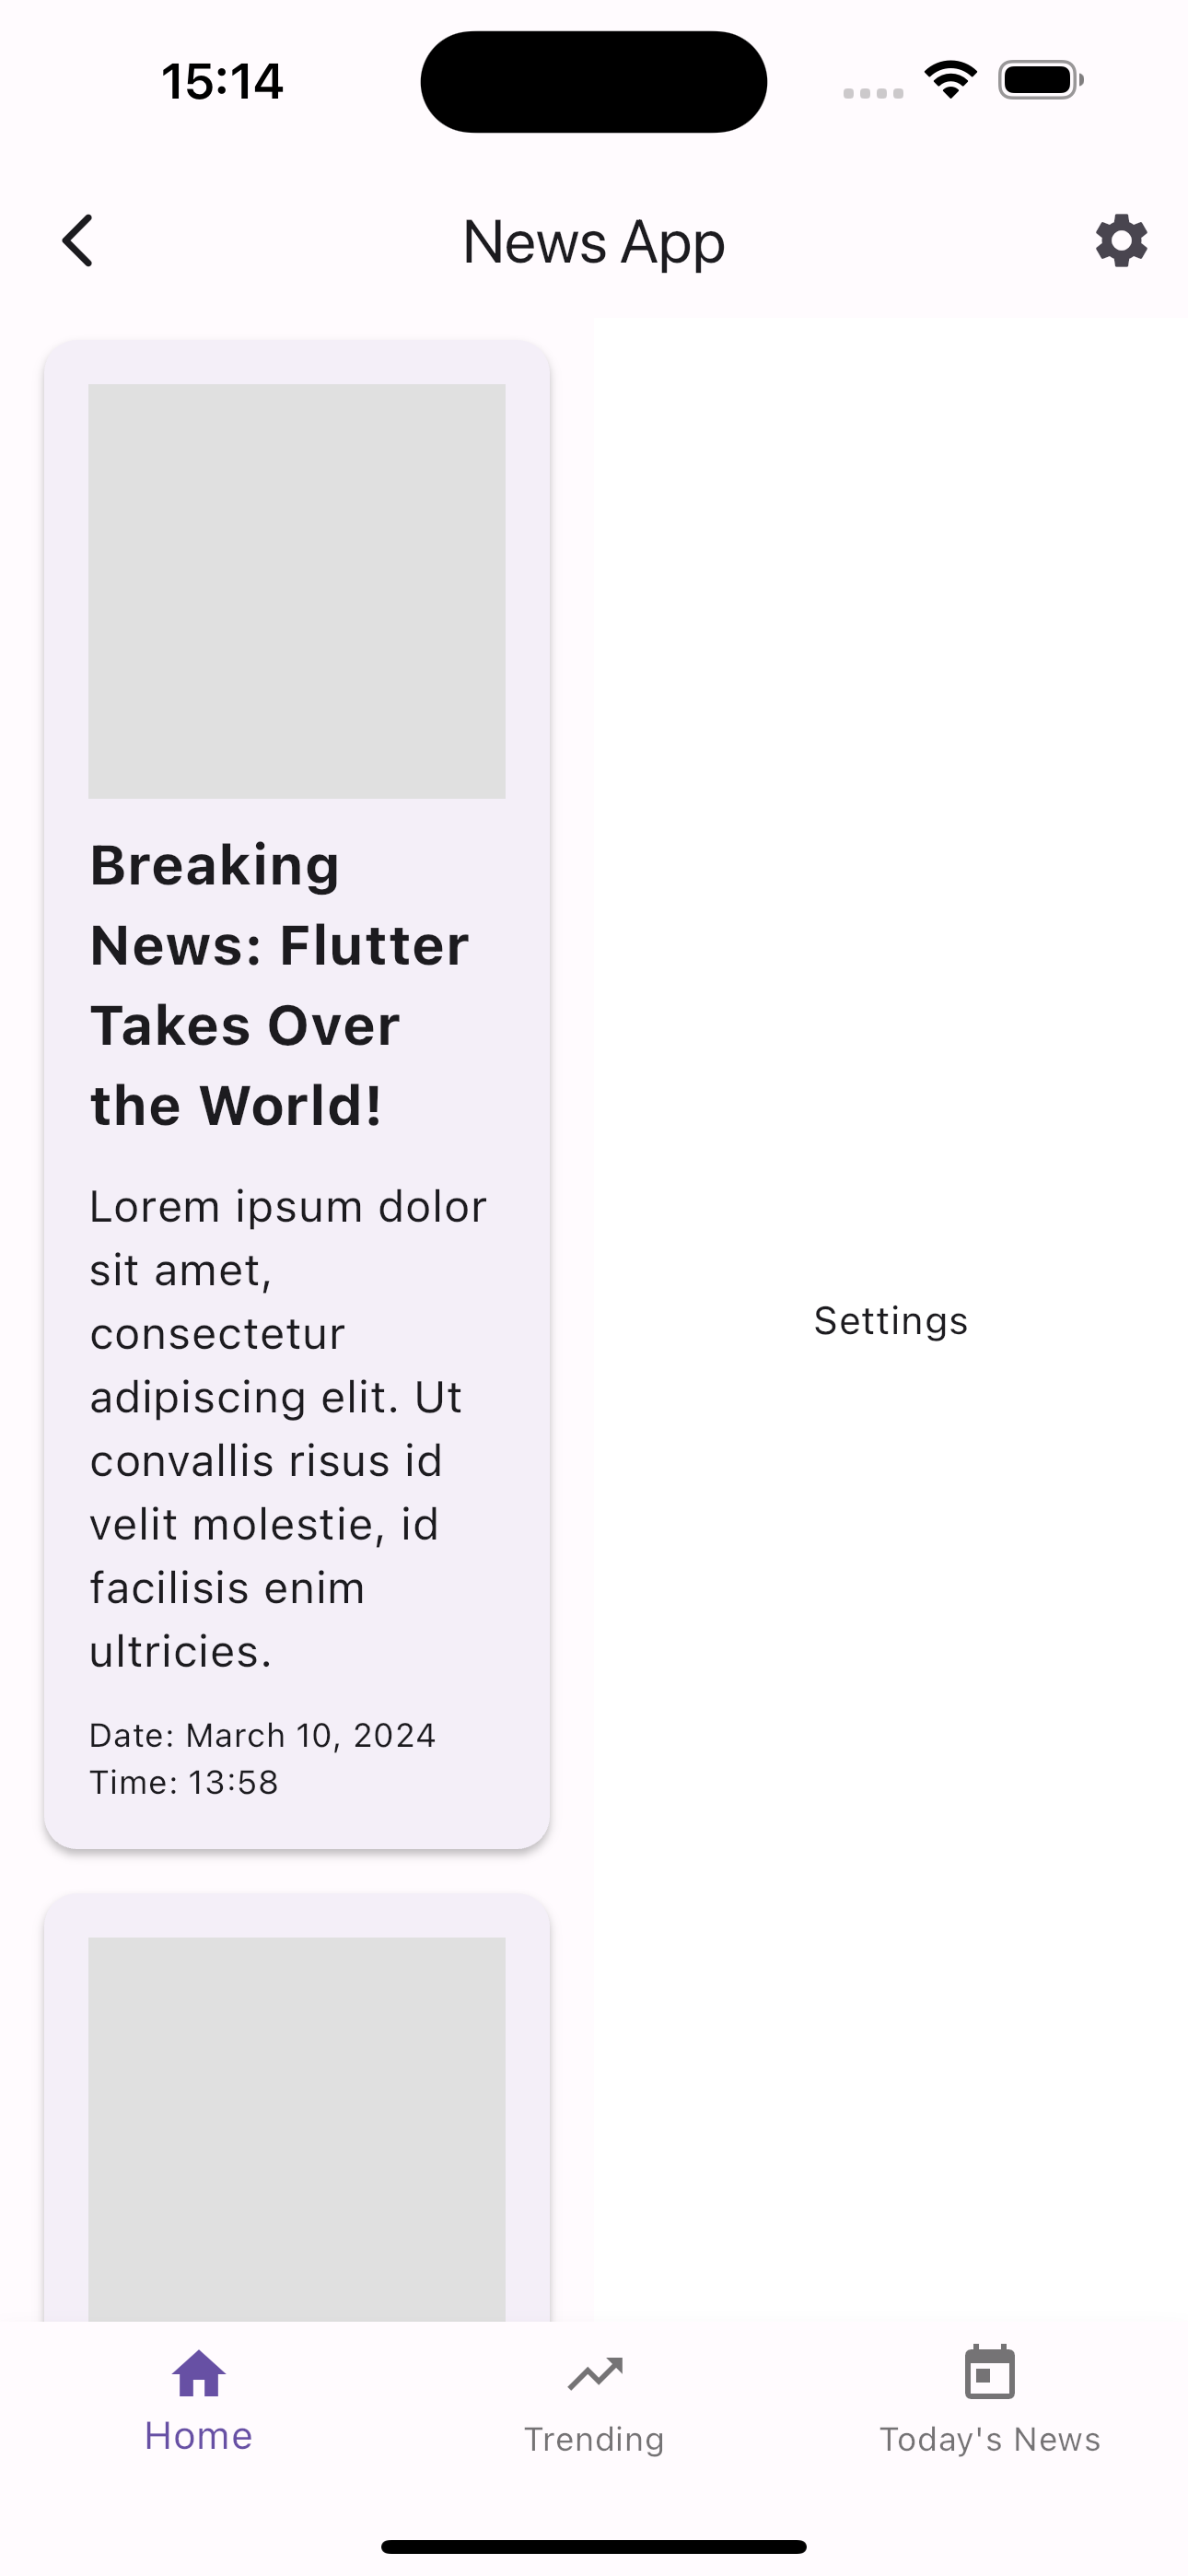 15:14
News App
Breaking
News: Flutter
Takes Over
the World!
Lorem ipsum dolor
sit amet,
consectetur
adipiscing elit. Ut
convallis risus id
velit molestie, id
facilisis enim
ultricies.
Date: March 10, 2024
Time: 13:58
Settings
Home
Trending
Today's News